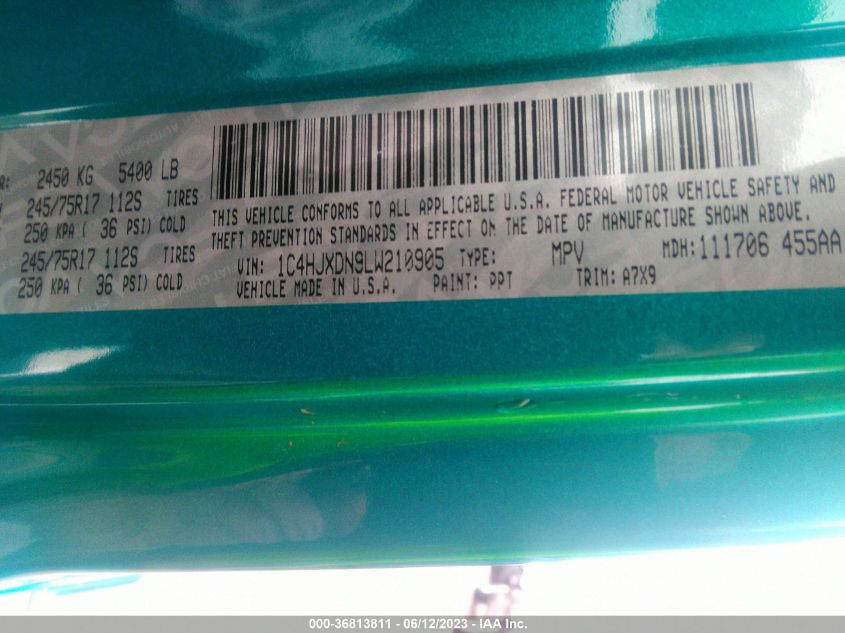 R: 2450 KG 5400 LB
245/75R17 112S TIRES
250 KPA ( 36 PSI) COLD
245/75R17 112S TIRES
250 KPA ( 36 PSI) COLD
THIS VEHICLE CONFORMS TO ALL APPLICABLE U.S.A. FEDERAL MOTOR VEHICLE SAFETY AND
THEFT PREVENTION STANDARDS IN EFFECT ON THE DATE OF MANUFACTURE SHOWN ABOVE.
VIN: 1C4HJXDN9LW210905 TYPE: MPV MDH: 111706 455AA
VEHICLE MADE IN U.S.A. PAINT: PPT TRIM: A7X9
000-36813811 - 06/12/2023 - IAA Inc.